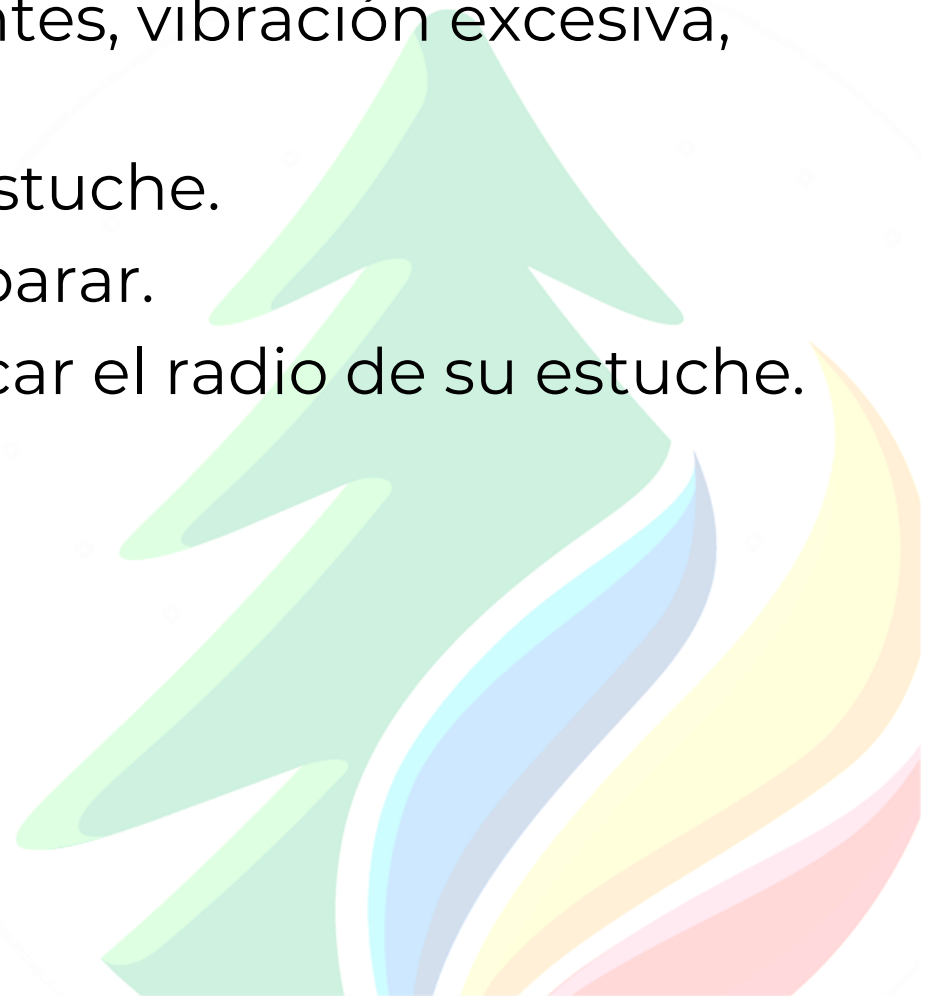 ntes, vibración excesiva,
stuche.
parar.
car el radio de su estuche.